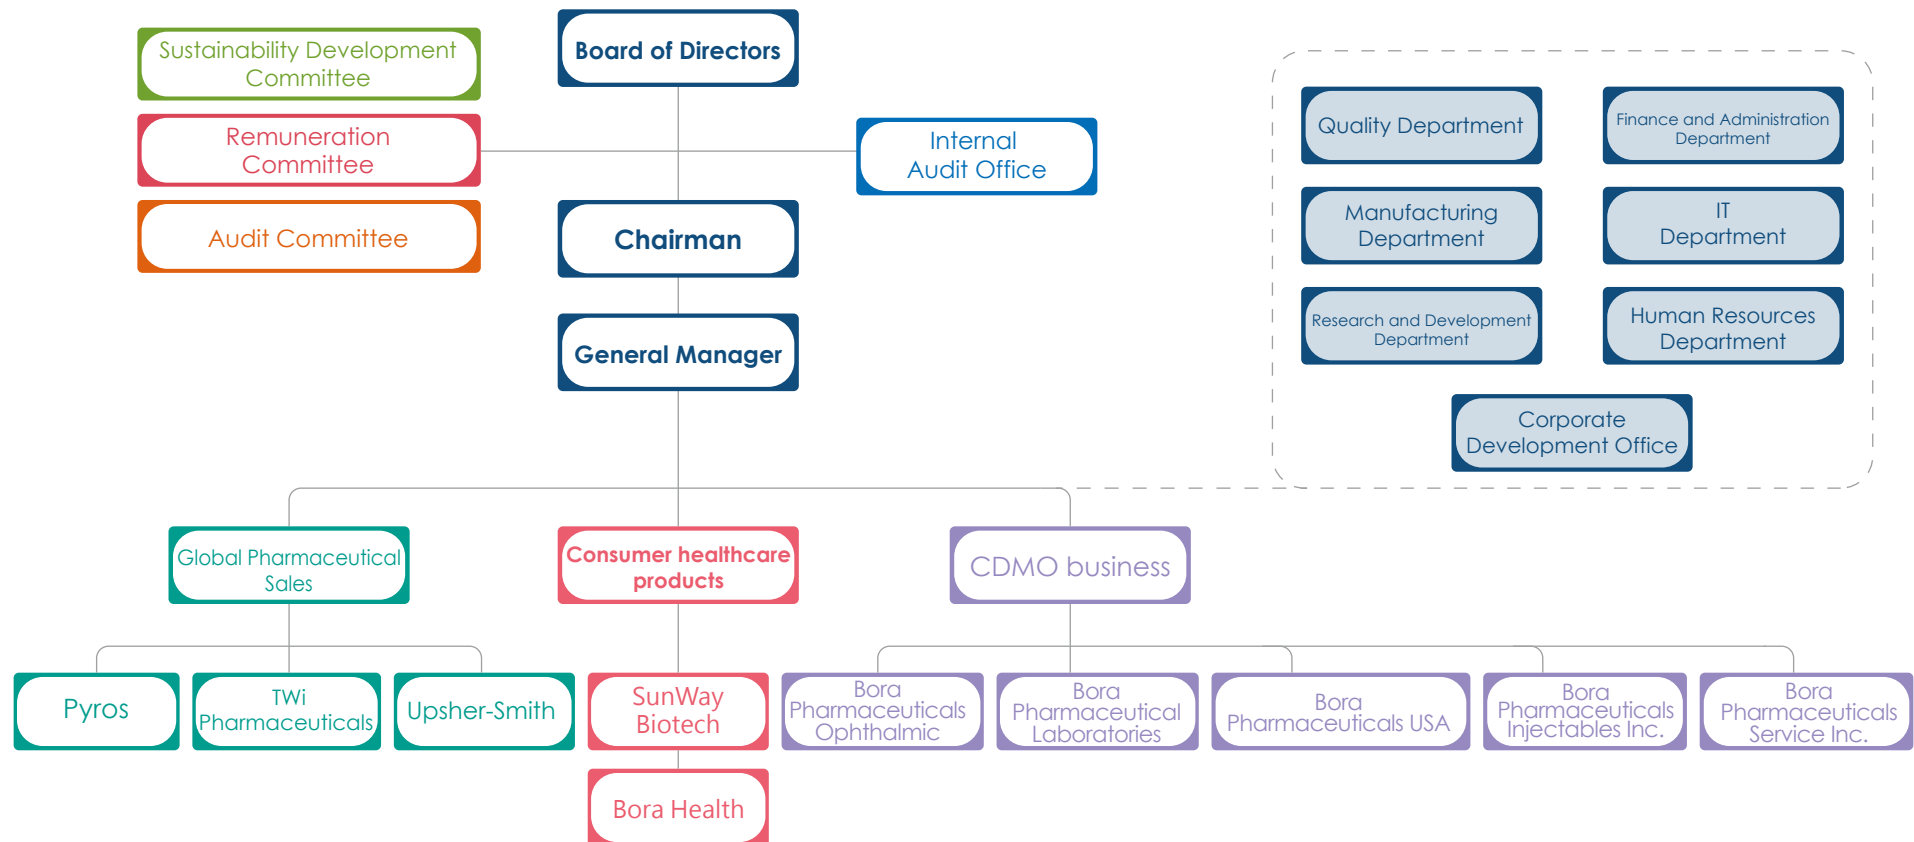 Sustainability Development
Committee
Board of Directors
Remuneration
Committee
Internal
Audit Office
Audit Committee
Chairman
General Manager
Quality Department
Finance and Administration
Department
Manufacturing
Department
IT
Department
Research and Development
Department
Human Resources
Department
Corporate
Development Office
Global Pharmaceutical
Sales
Consumer healthcare
products
CDMO business
Pyros
TWi
Pharmaceuticals
Upsher-Smith
SunWay
Biotech
Bora
Pharmaceuticals
Ophthalmic
Bora
Pharmaceutical
Laboratories
Bora
Pharmaceuticals USA
Bora
Pharmaceuticals
Injectables Inc.
Bora
Pharmaceuticals
Service Inc.
Bora Health